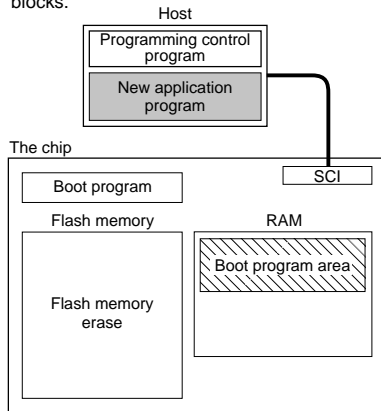 blocks.
Host
Programming control
program
New application
program
The chip
SCI
Boot program
Flash memory
RAM
Boot program area
Flash memory
erase